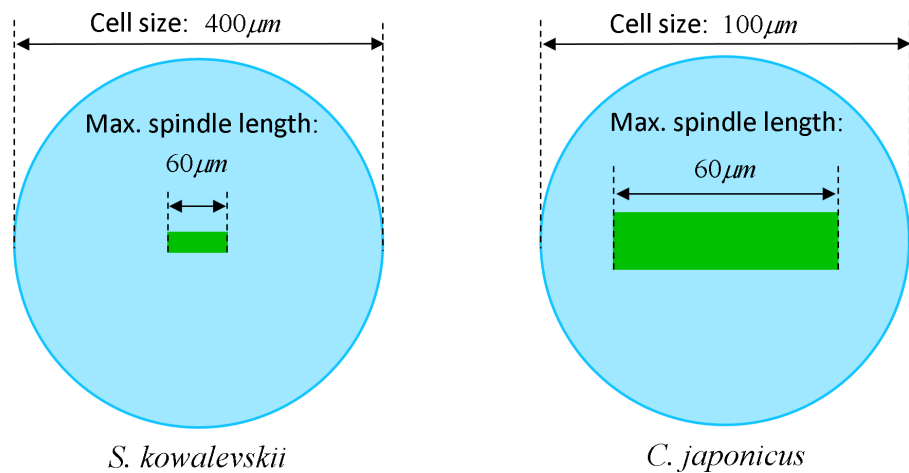 Cell size: 400μm
Max. spindle length:
60μm
S. kowalevskii
Cell size: 100μm
Max. spindle length:
60μm
C. japonicus